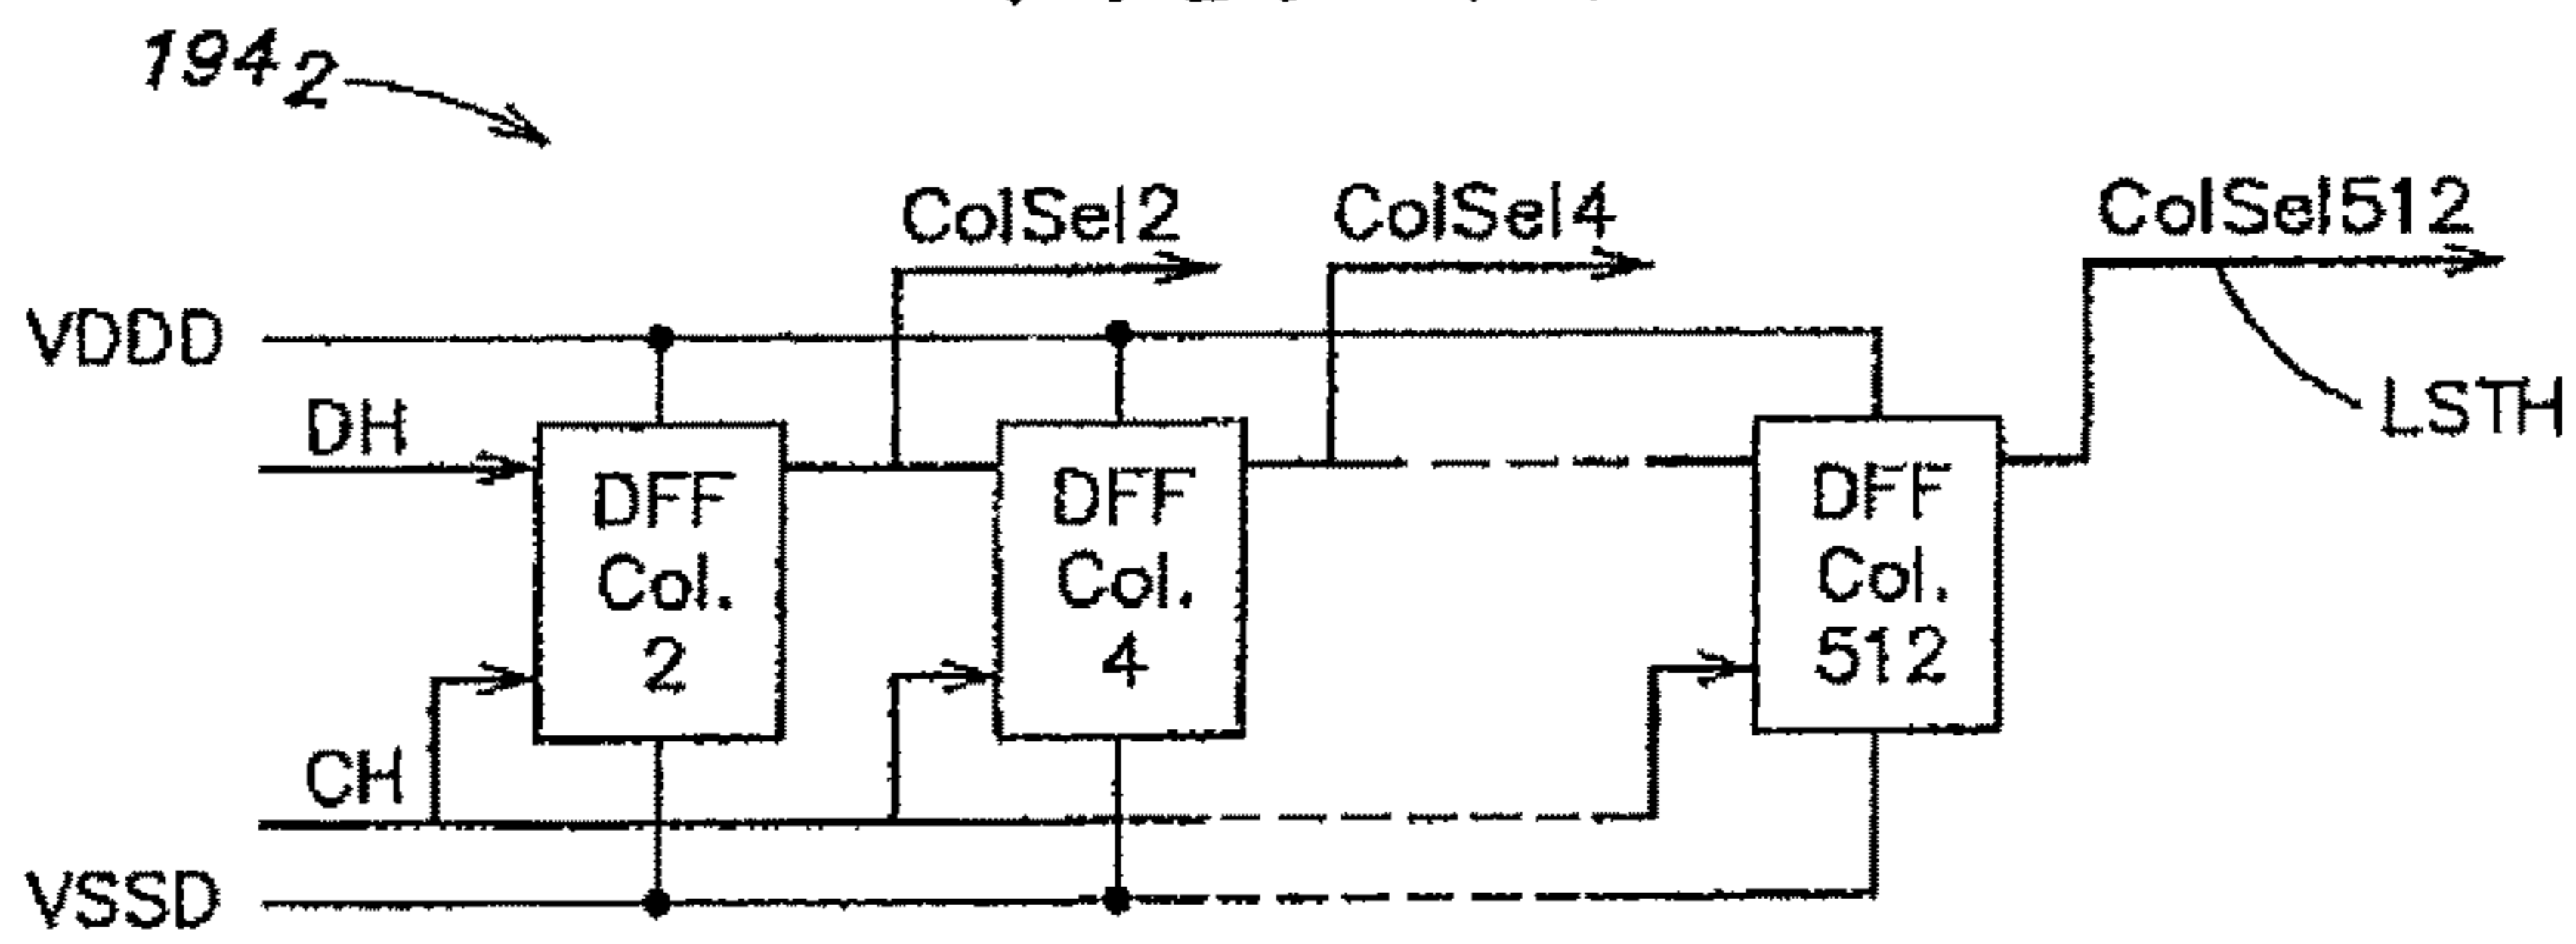 194₂
ColSel2
ColSel4
ColSel512
VDDD
LSTH
DH
DFF
Col.
2
DFF
Col.
4
DFF
Col.
512
CH
VSSD